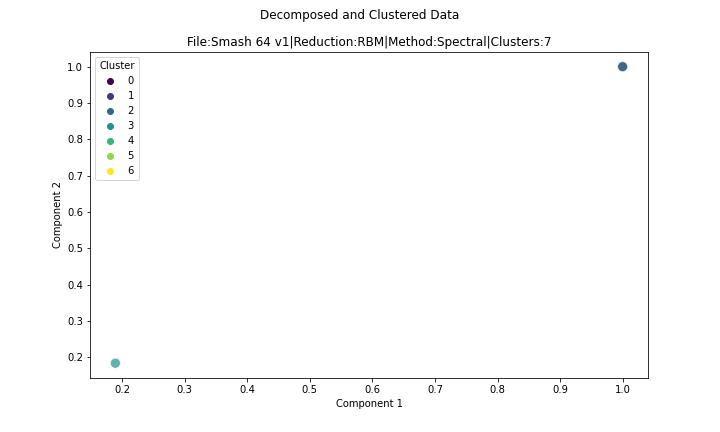 Decomposed and Clustered Data
File:Smash 64 v1|Reduction:RBM|Method:Spectral|Clusters:7
Cluster
0
1
2
3
4
5
6
1.0
0.9
0.8
0.7
0.6
0.5
0.4
0.3
0.2
Component 2
0.2 0.3 0.4 0.5 0.6 0.7 0.8 0.9 1.0
Component 1